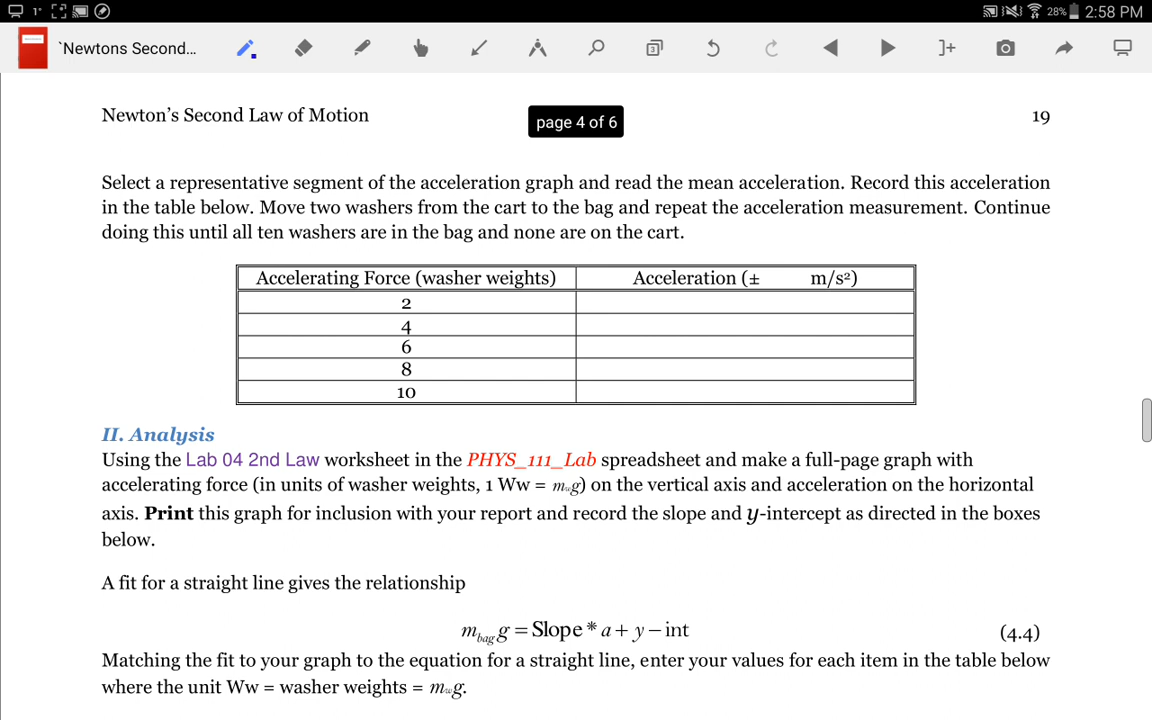 1° 28% 2:58 PM
`Newtons Second...
Newton's Second Law of Motion page 4 of 6 19
Select a representative segment of the acceleration graph and read the mean acceleration. Record this acceleration
in the table below. Move two washers from the cart to the bag and repeat the acceleration measurement. Continue
doing this until all ten washers are in the bag and none are on the cart.
Accelerating Force (washer weights) Acceleration (± m/s²)
2
4
6
8
10
II. Analysis
Using the Lab 04 2nd Law worksheet in the PHYS_111_Lab spreadsheet and make a full-page graph with
accelerating force (in units of washer weights, 1 Ww = m_w g) on the vertical axis and acceleration on the horizontal
axis. Print this graph for inclusion with your report and record the slope and y-intercept as directed in the boxes
below.
A fit for a straight line gives the relationship
m_bag g = Slope * a + y − int (4.4)
Matching the fit to your graph to the equation for a straight line, enter your values for each item in the table below
where the unit Ww = washer weights = m_w g.